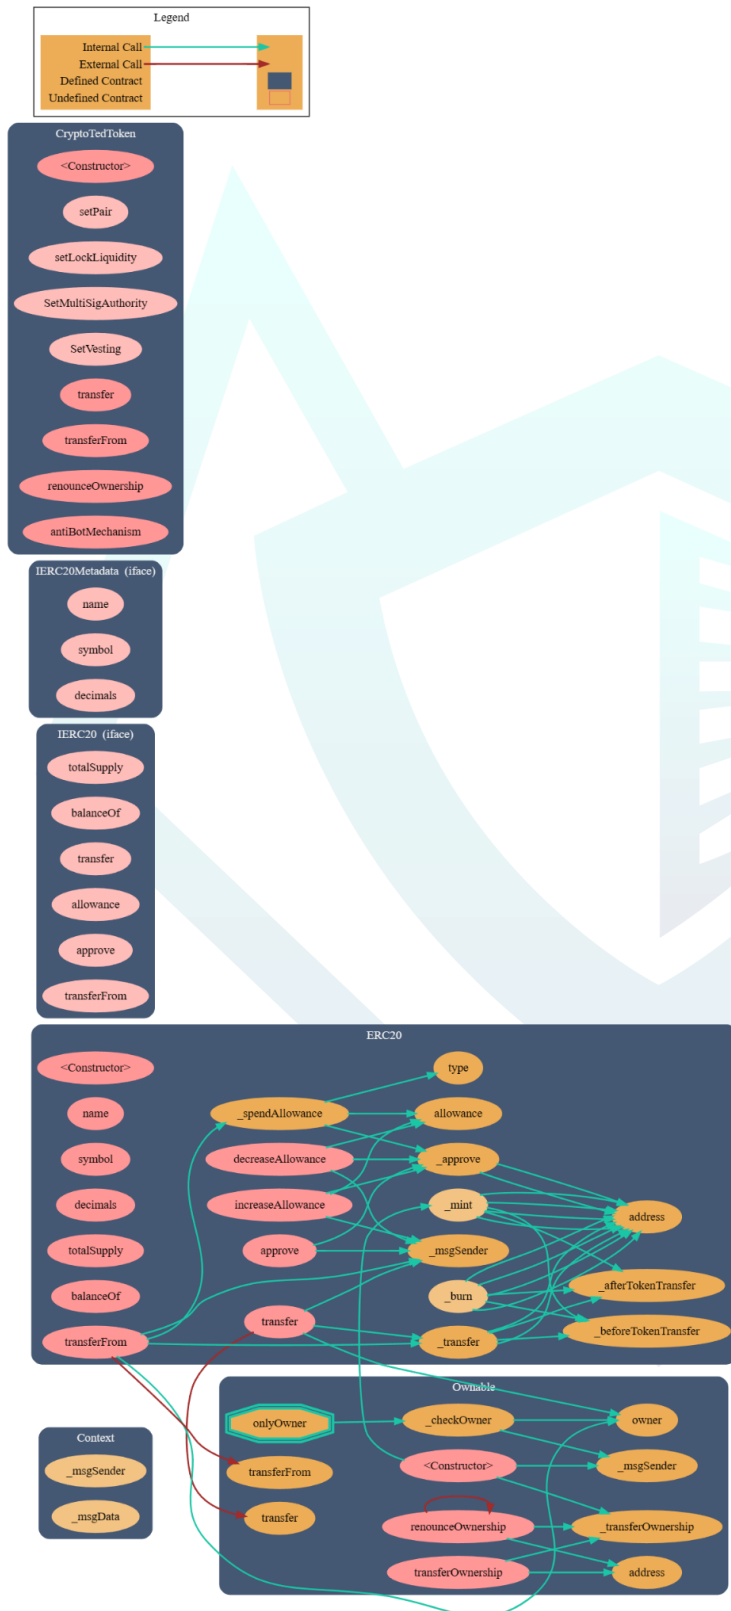 Legend
Internal Call
External Call
Defined Contract
Undefined Contract
CryptoTedToken
<Constructor>
setPair
setLockLiquidity
SetMultiSigAuthority
SetVesting
transfer
transferFrom
renounceOwnership
antiBotMechanism
IERC20Metadata (iface)
name
symbol
decimals
IERC20 (iface)
totalSupply
balanceOf
transfer
allowance
approve
transferFrom
ERC20
<Constructor>
name
symbol
decimals
totalSupply
balanceOf
transferFrom
_spendAllowance
decreaseAllowance
increaseAllowance
approve
transfer
type
allowance
_approve
_mint
_msgSender
_burn
_transfer
address
_afterTokenTransfer
_beforeTokenTransfer
Context
_msgSender
_msgData
Ownable
onlyOwner
transferFrom
transfer
_checkOwner
<Constructor>
renounceOwnership
transferOwnership
owner
_msgSender
_transferOwnership
address